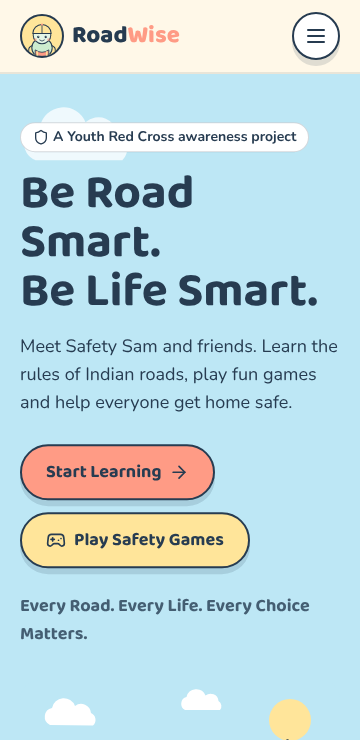 RoadWise
A Youth Red Cross awareness project
Be Road
Smart.
Be Life Smart.
Meet Safety Sam and friends. Learn the
rules of Indian roads, play fun games
and help everyone get home safe.
Start Learning
Play Safety Games
Every Road. Every Life. Every Choice
Matters.